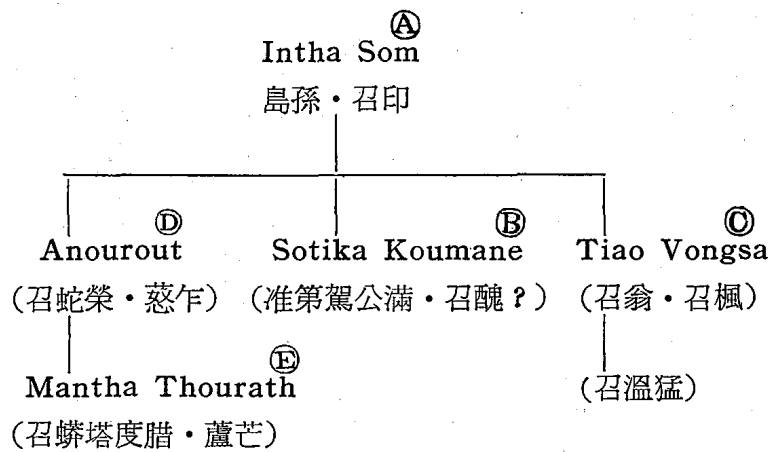 Ⓐ
Intha Som
島孫・召印
Ⓓ Ⓑ Ⓒ
Anourout Sotika Koumane Tiao Vongsa
(召蛇榮・蒽乍) (准第駕公滿・召醜?) (召翁・召楓)
Ⓔ
Mantha Thourath (召溫猛)
(召蟒塔度腊・蘆芒)